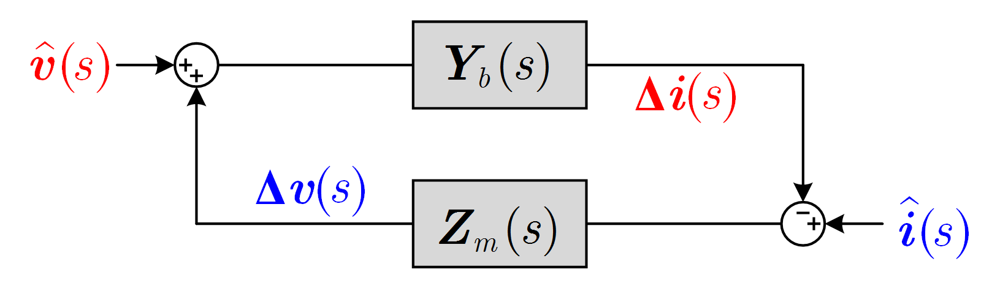 v̂(s)
+
+
Y_b(s)
Δi(s)
Δv(s)
Z_m(s)
−
+
î(s)